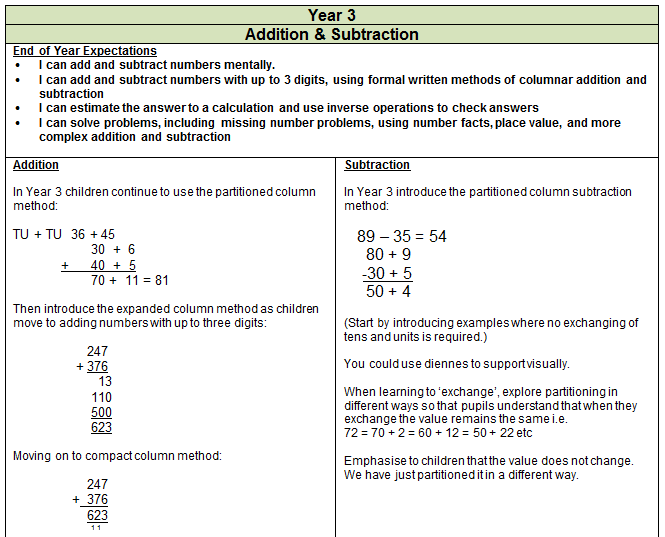 Year 3
Addition & Subtraction
End of Year Expectations
• I can add and subtract numbers mentally.
• I can add and subtract numbers with up to 3 digits, using formal written methods of columnar addition and
subtraction
• I can estimate the answer to a calculation and use inverse operations to check answers
• I can solve problems, including missing number problems, using number facts, place value, and more
complex addition and subtraction
Addition
In Year 3 children continue to use the partitioned column
method:
TU + TU 36 + 45
30 + 6
+ 40 + 5
70 + 11 = 81
Then introduce the expanded column method as children
move to adding numbers with up to three digits:
247
+ 376
13
110
500
623
Moving on to compact column method:
247
+ 376
623
1 1
Subtraction
In Year 3 introduce the partitioned column subtraction
method:
89 – 35 = 54
80 + 9
-30 + 5
50 + 4
(Start by introducing examples where no exchanging of
tens and units is required.)
You could use diennes to support visually.
When learning to ‘exchange’, explore partitioning in
different ways so that pupils understand that when they
exchange the value remains the same i.e.
72 = 70 + 2 = 60 + 12 = 50 + 22 etc
Emphasise to children that the value does not change.
We have just partitioned it in a different way.